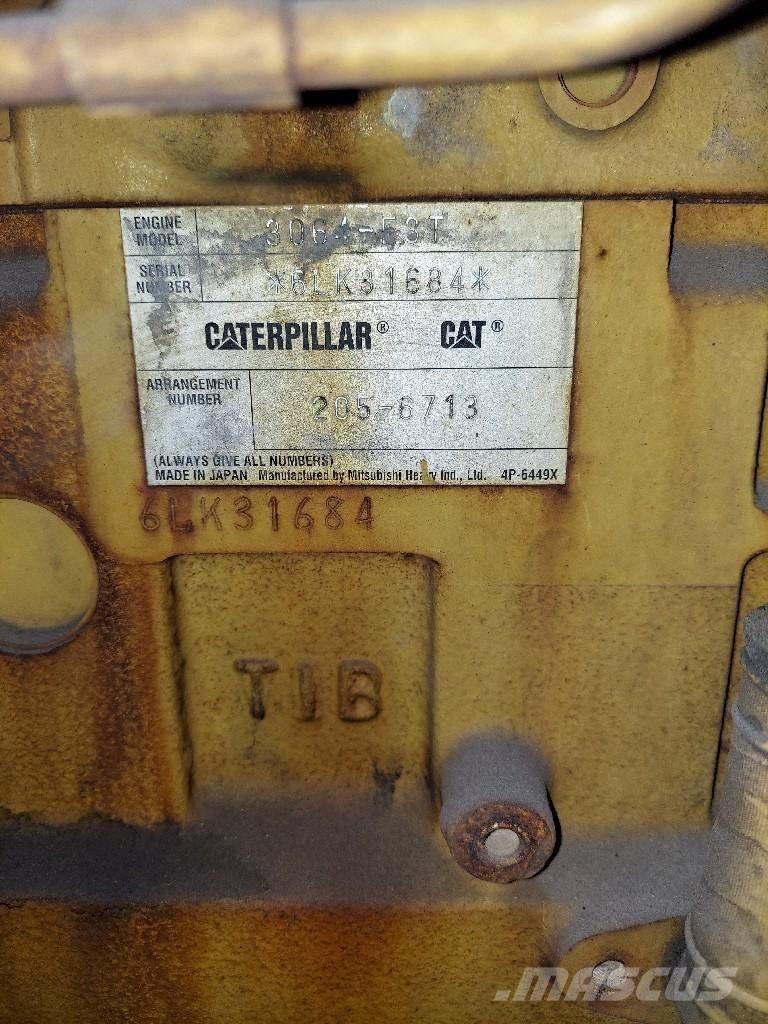 ENGINE MODEL 3064-E3T
SERIAL NUMBER *6LK31684*
CATERPILLAR® CAT®
ARRANGEMENT NUMBER 205-6713
(ALWAYS GIVE ALL NUMBERS)
MADE IN JAPAN Manufactured by Mitsubishi Heavy Ind., Ltd. 4P-6449X
6LK31684
T1B
MASCUS